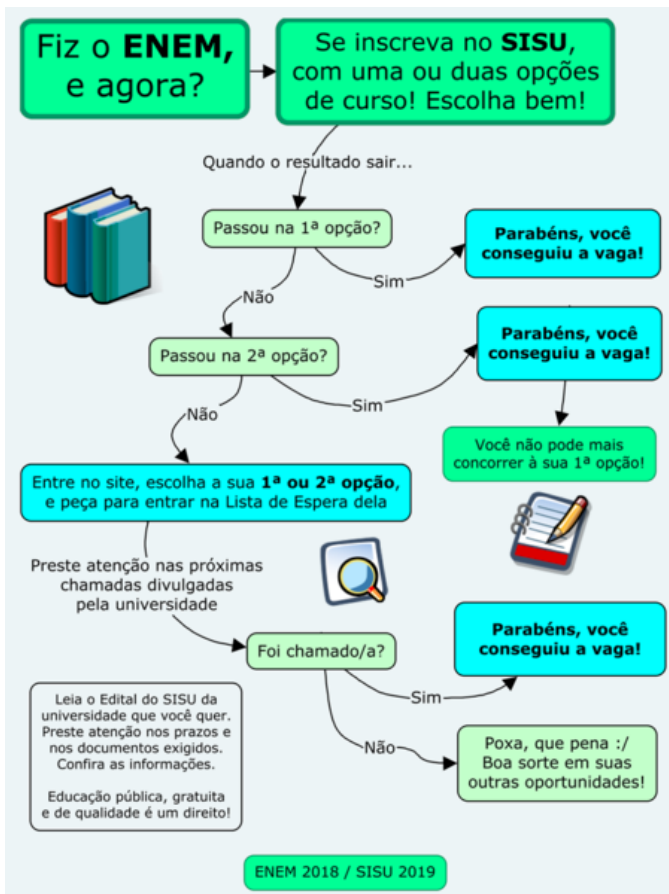 Fiz o ENEM,
e agora?
Se inscreva no SISU,
com uma ou duas opções
de curso! Escolha bem!
Quando o resultado sair...
Passou na 1ª opção?
Sim
Parabéns, você
conseguiu a vaga!
Não
Passou na 2ª opção?
Sim
Parabéns, você
conseguiu a vaga!
Você não pode mais
concorrer à sua 1ª opção!
Não
Entre no site, escolha a sua 1ª ou 2ª opção,
e peça para entrar na Lista de Espera dela
Preste atenção nas próximas
chamadas divulgadas
pela universidade
Foi chamado/a?
Sim
Parabéns, você
conseguiu a vaga!
Não
Poxa, que pena :/
Boa sorte em suas
outras oportunidades!
Leia o Edital do SISU da
universidade que você quer.
Preste atenção nos prazos e
nos documentos exigidos.
Confira as informações.
Educação pública, gratuita
e de qualidade é um direito!
ENEM 2018 / SISU 2019